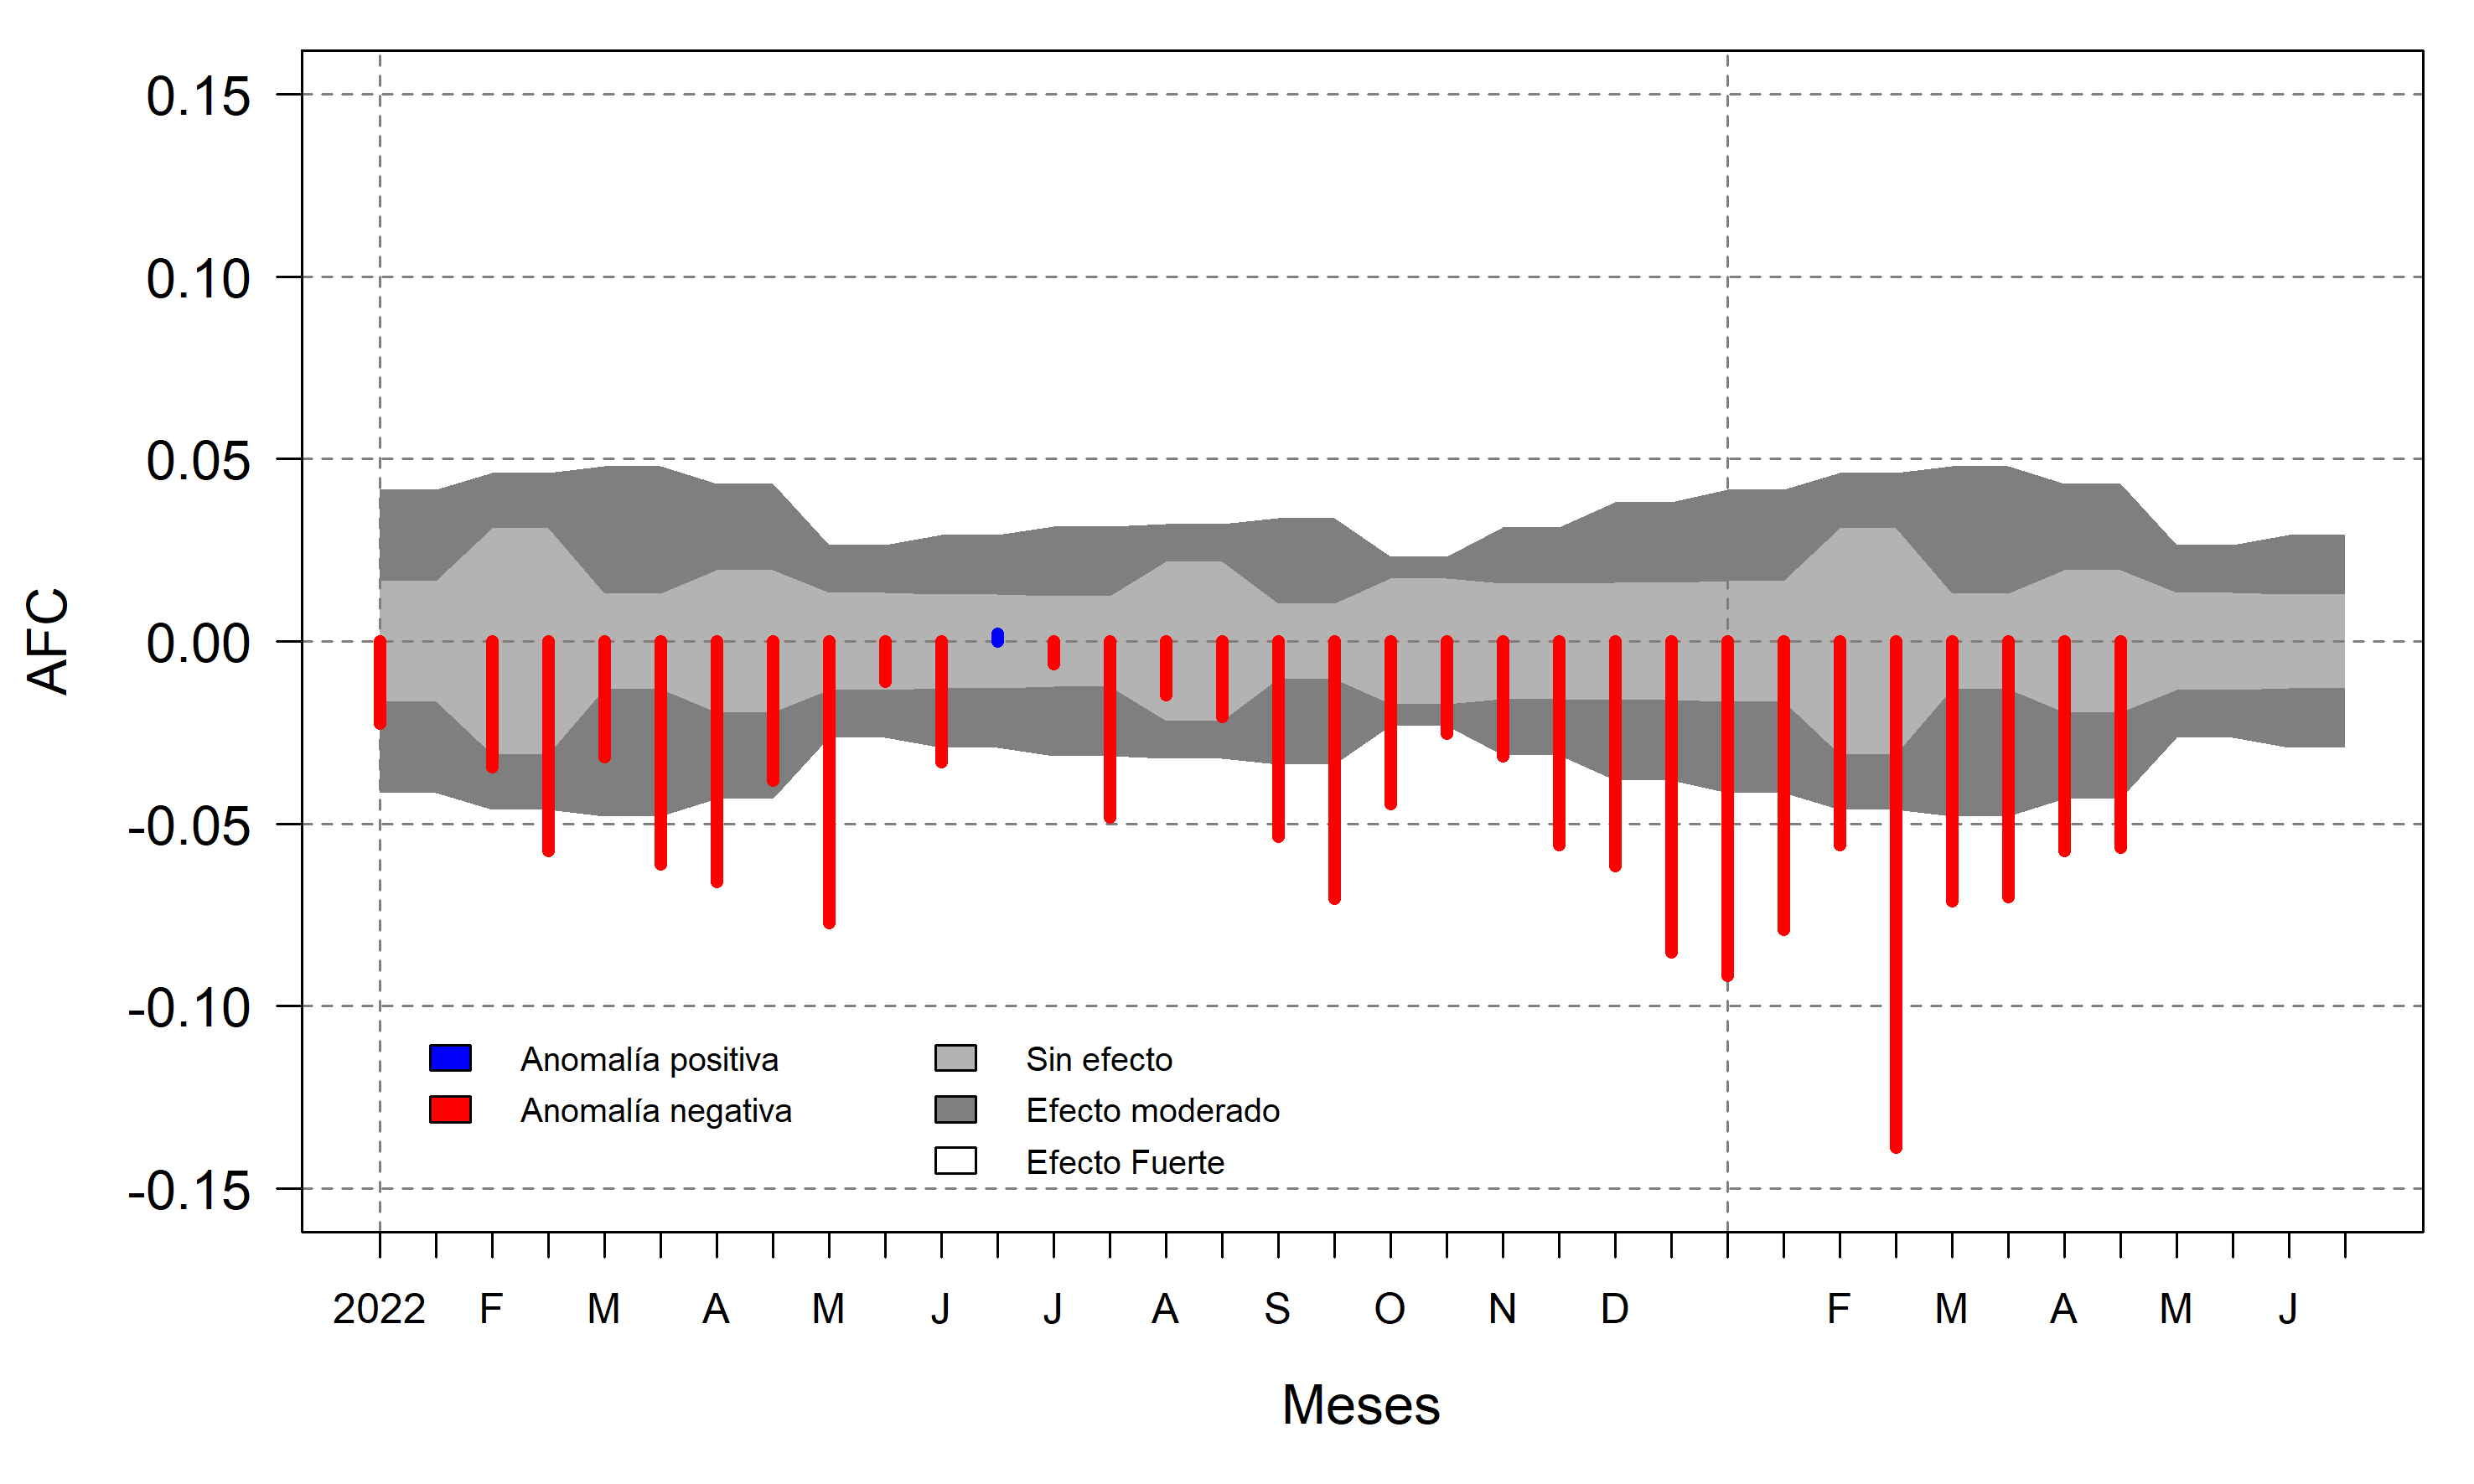 0.15
0.10
0.05
0.00
-0.05
-0.10
-0.15
AFC
Anomalía positiva
Anomalía negativa
Sin efecto
Efecto moderado
Efecto Fuerte
2022 F M A M J J A S O N D F M A M J
Meses